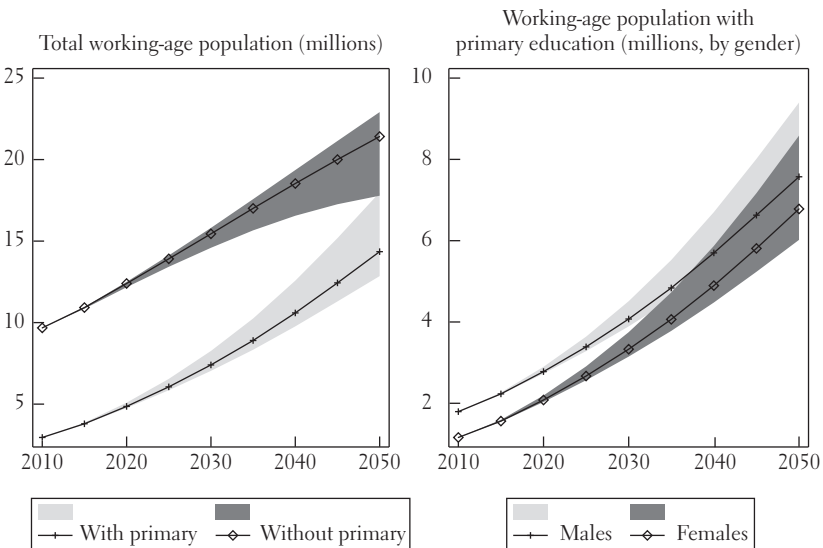 Total working-age population (millions)
25
20
15
10
5
2010 2020 2030 2040 2050
With primary Without primary
Working-age population with
primary education (millions, by gender)
10
8
6
4
2
2010 2020 2030 2040 2050
Males Females